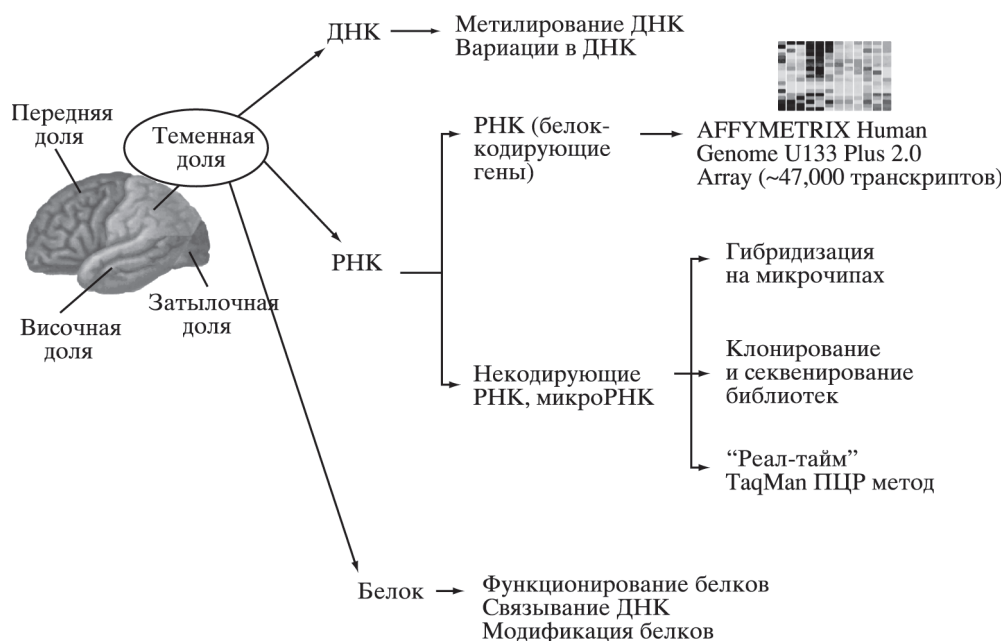 ДНК
Метилирование ДНК
Вариации в ДНК
Передняя
доля
Теменная
доля
РНК (белок-
кодирующие
гены)
AFFYMETRIX Human
Genome U133 Plus 2.0
Array (~47,000 транскриптов)
РНК
Затылочная
доля
Височная
доля
Гибридизация
на микрочипах
Некодирующие
РНК, микроРНК
Клонирование
и секвенирование
библиотек
“Реал-тайм”
TaqMan ПЦР метод
Белок
Функционирование белков
Связывание ДНК
Модификация белков